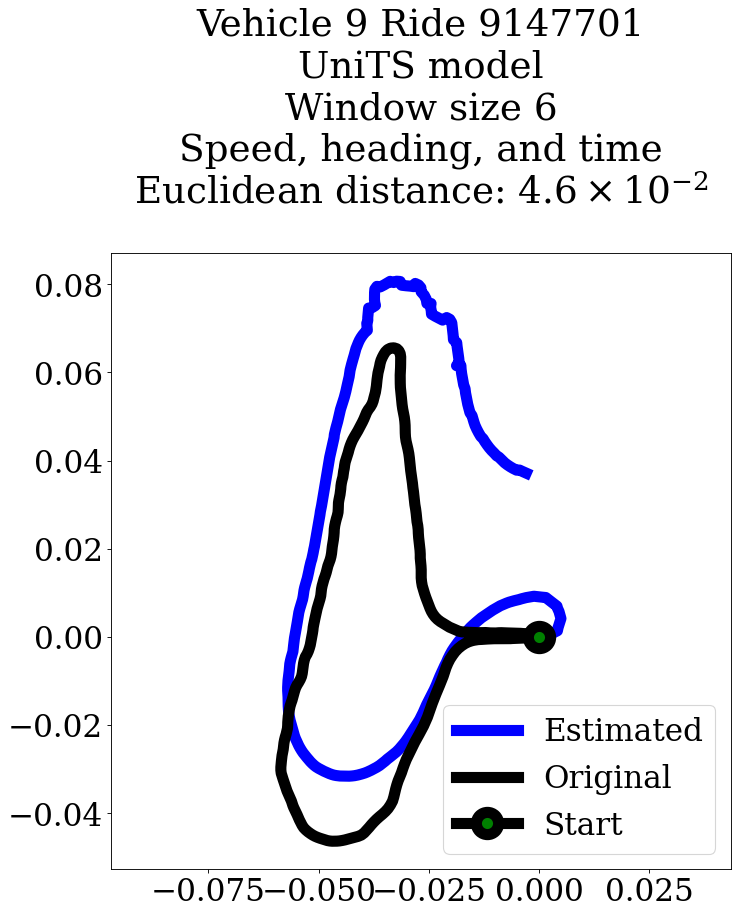 Vehicle 9 Ride 9147701
UniTS model
Window size 6
Speed, heading, and time
Euclidean distance: $4.6 \times 10^{-2}$
0.08
0.06
0.04
0.02
0.00
−0.02
−0.04
Estimated
Original
Start
−0.075 −0.050 −0.025 0.000 0.025